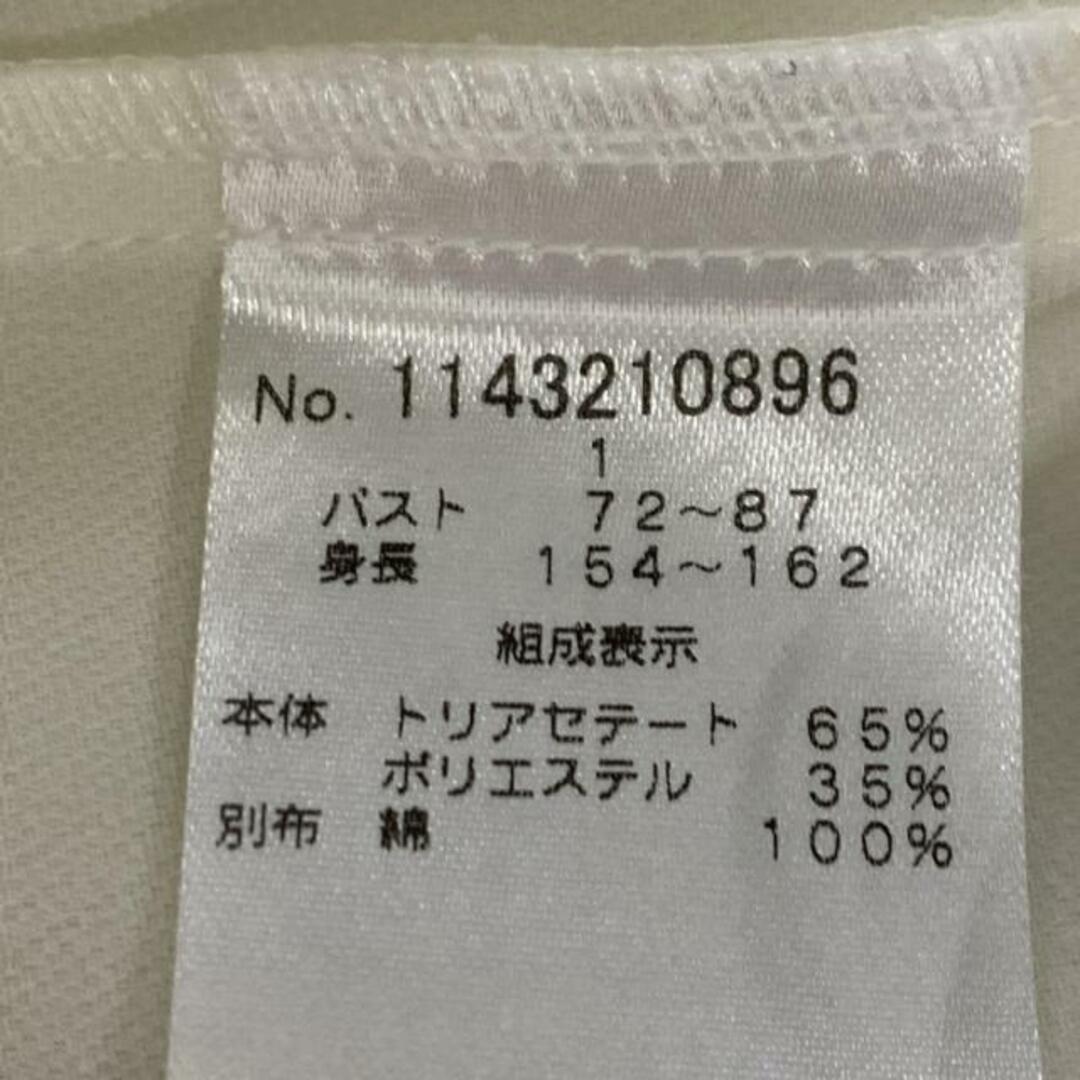 No. 1143210896
1
バスト 72〜87
身長 154〜162
組成表示
本体 トリアセテート 65%
ポリエステル 35%
別布 綿 100%